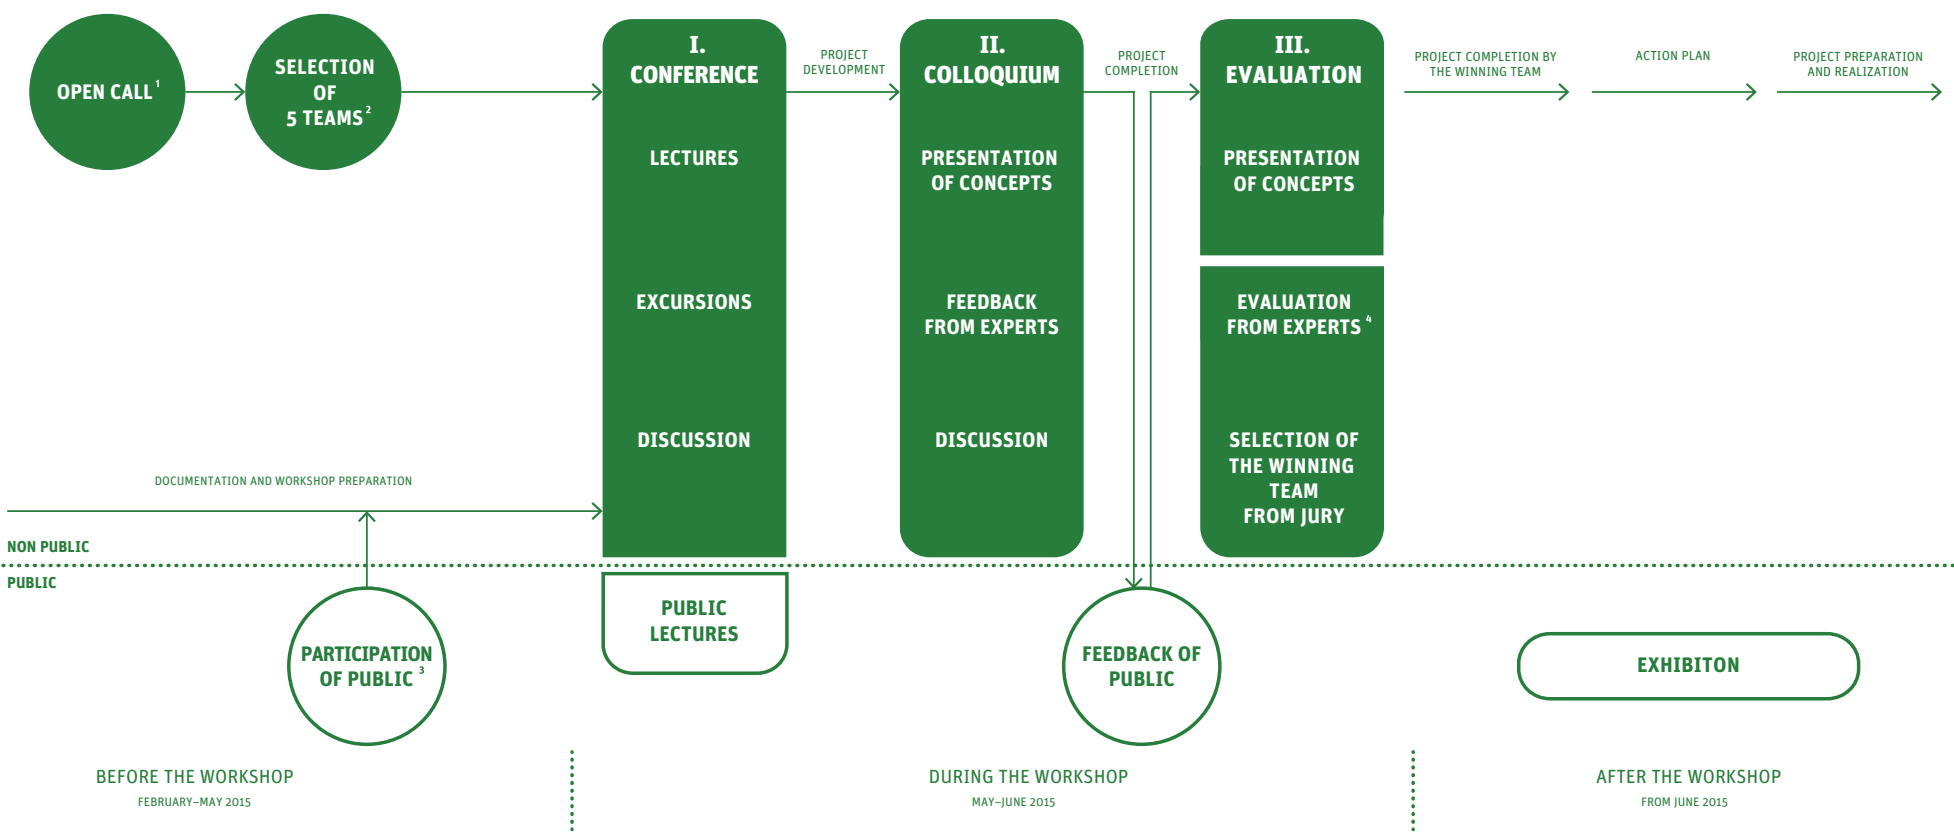 OPEN CALL 1
SELECTION
OF
5 TEAMS 2
I.
CONFERENCE
LECTURES
EXCURSIONS
DISCUSSION
PROJECT
DEVELOPMENT
II.
COLLOQUIUM
PRESENTATION
OF CONCEPTS
FEEDBACK
FROM EXPERTS
DISCUSSION
PROJECT
COMPLETION
III.
EVALUATION
PRESENTATION
OF CONCEPTS
EVALUATION
FROM EXPERTS 4
SELECTION OF
THE WINNING
TEAM
FROM JURY
PROJECT COMPLETION BY
THE WINNING TEAM
ACTION PLAN
PROJECT PREPARATION
AND REALIZATION
DOCUMENTATION AND WORKSHOP PREPARATION
NON PUBLIC
PUBLIC
PARTICIPATION
OF PUBLIC 3
PUBLIC
LECTURES
FEEDBACK OF
PUBLIC
EXHIBITON
BEFORE THE WORKSHOP
FEBRUARY–MAY 2015
DURING THE WORKSHOP
MAY–JUNE 2015
AFTER THE WORKSHOP
FROM JUNE 2015